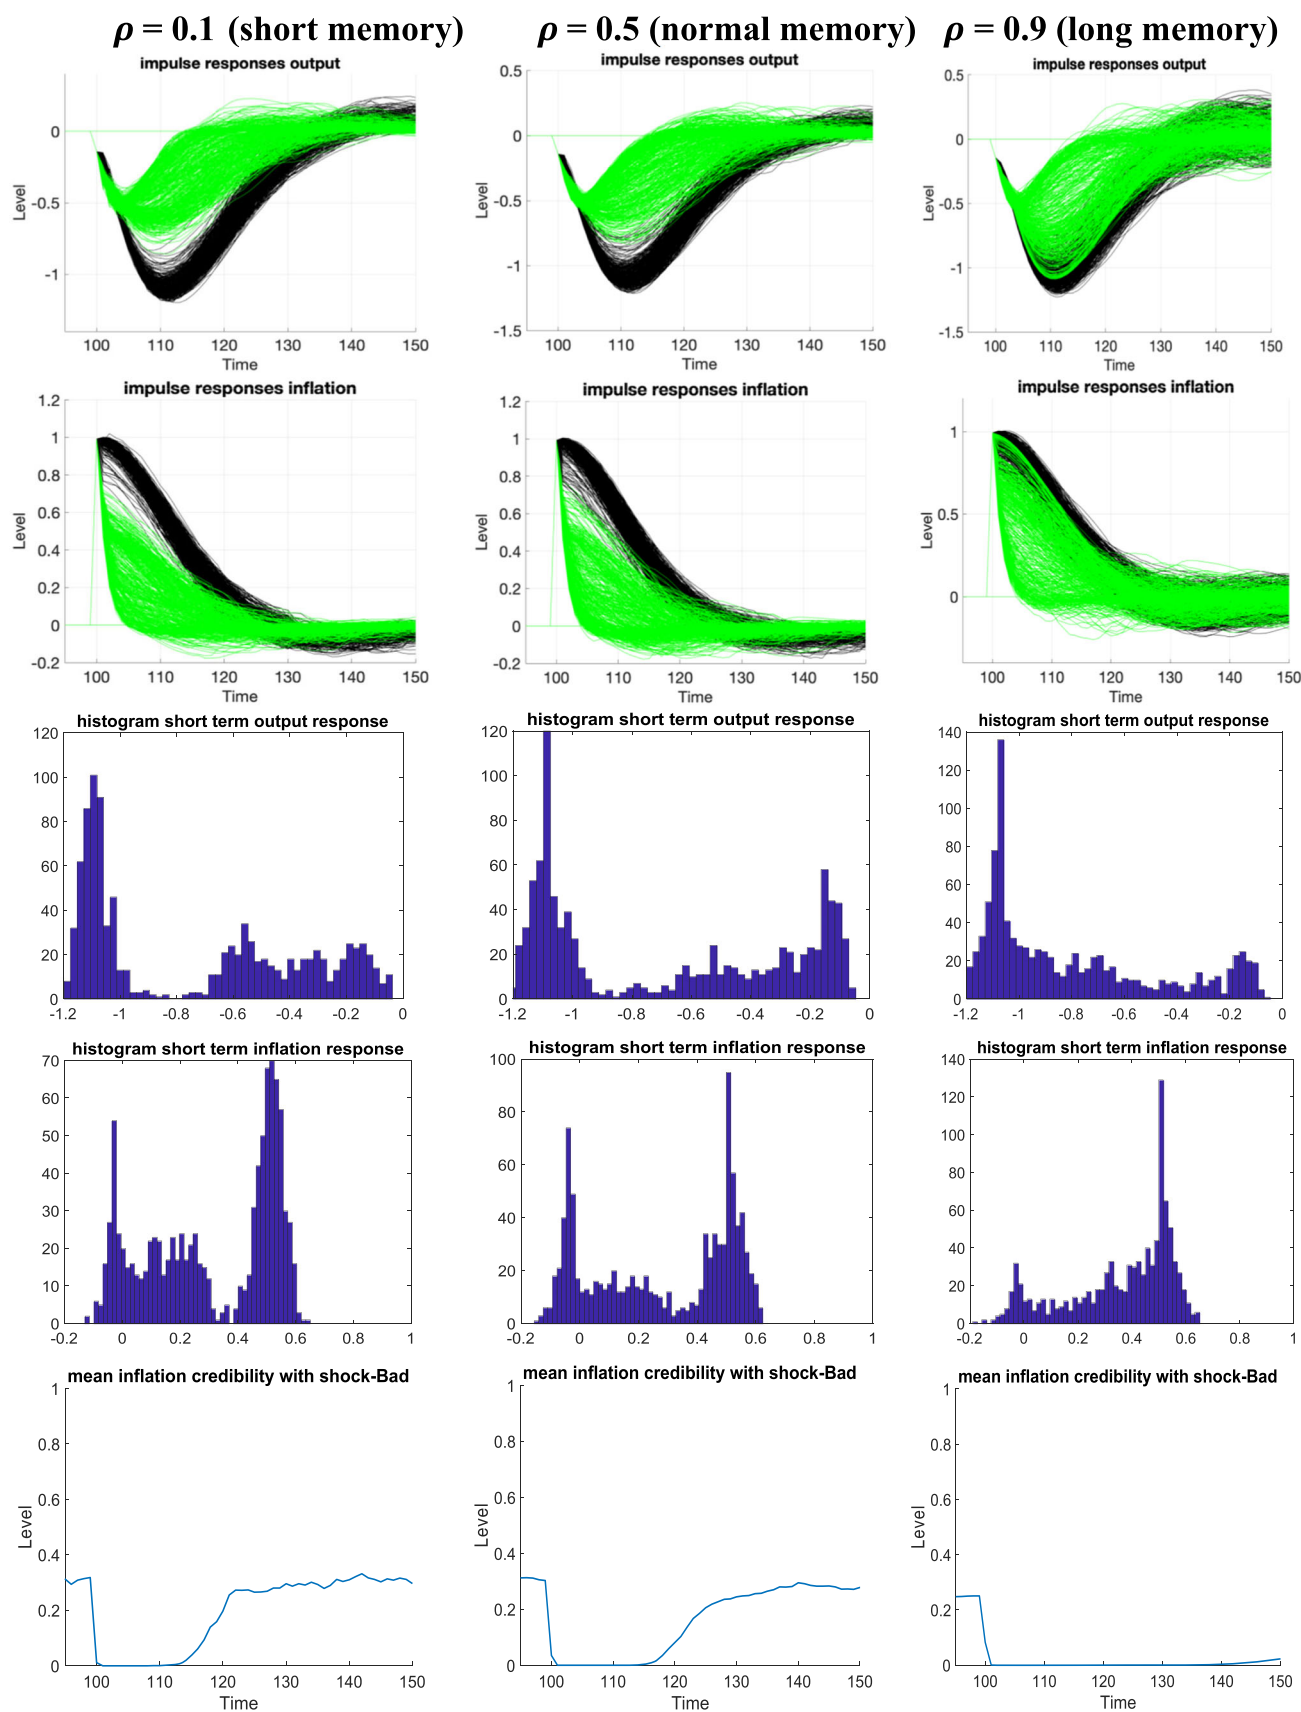 ρ = 0.1 (short memory) ρ = 0.5 (normal memory) ρ = 0.9 (long memory)
impulse responses output impulse responses output impulse responses output
0.5 0.5
0 0 0
-0.5 -0.5 -0.5
-1 -1 -1
-1.5 -1.5
Level Level Level
100 110 120 130 140 150 100 110 120 130 140 150 100 110 120 130 140 150
Time Time Time
impulse responses inflation impulse responses inflation impulse responses inflation
1.2 1.2
1 1 1
0.8 0.8
0.6 0.6 0.5
0.4 0.4
0.2 0.2
0 0 0
-0.2 -0.2
Level Level Level
100 110 120 130 140 150 100 110 120 130 140 150 100 110 120 130 140 150
Time Time Time
histogram short term output response histogram short term output response histogram short term output response
120 120 140
100 100 120
80 80 100
60 60 80
40 40 60
20 20 40
0 0 20
0
-1.2 -1 -0.8 -0.6 -0.4 -0.2 0 -1.2 -1 -0.8 -0.6 -0.4 -0.2 0 -1.2 -1 -0.8 -0.6 -0.4 -0.2 0
histogram short term inflation response histogram short term inflation response histogram short term inflation response
70 100 140
60 80 120
50 60 100
40 40 80
30 20 60
20 0 40
10 20
0 0
-0.2 0 0.2 0.4 0.6 0.8 1 -0.2 0 0.2 0.4 0.6 0.8 1 -0.2 0 0.2 0.4 0.6 0.8 1
mean inflation credibility with shock-Bad mean inflation credibility with shock-Bad mean inflation credibility with shock-Bad
1 1 1
0.8 0.8 0.8
0.6 0.6 0.6
0.4 0.4 0.4
0.2 0.2 0.2
0 0 0
Level Level Level
100 110 120 130 140 150 100 110 120 130 140 150 100 110 120 130 140 150
Time Time Time